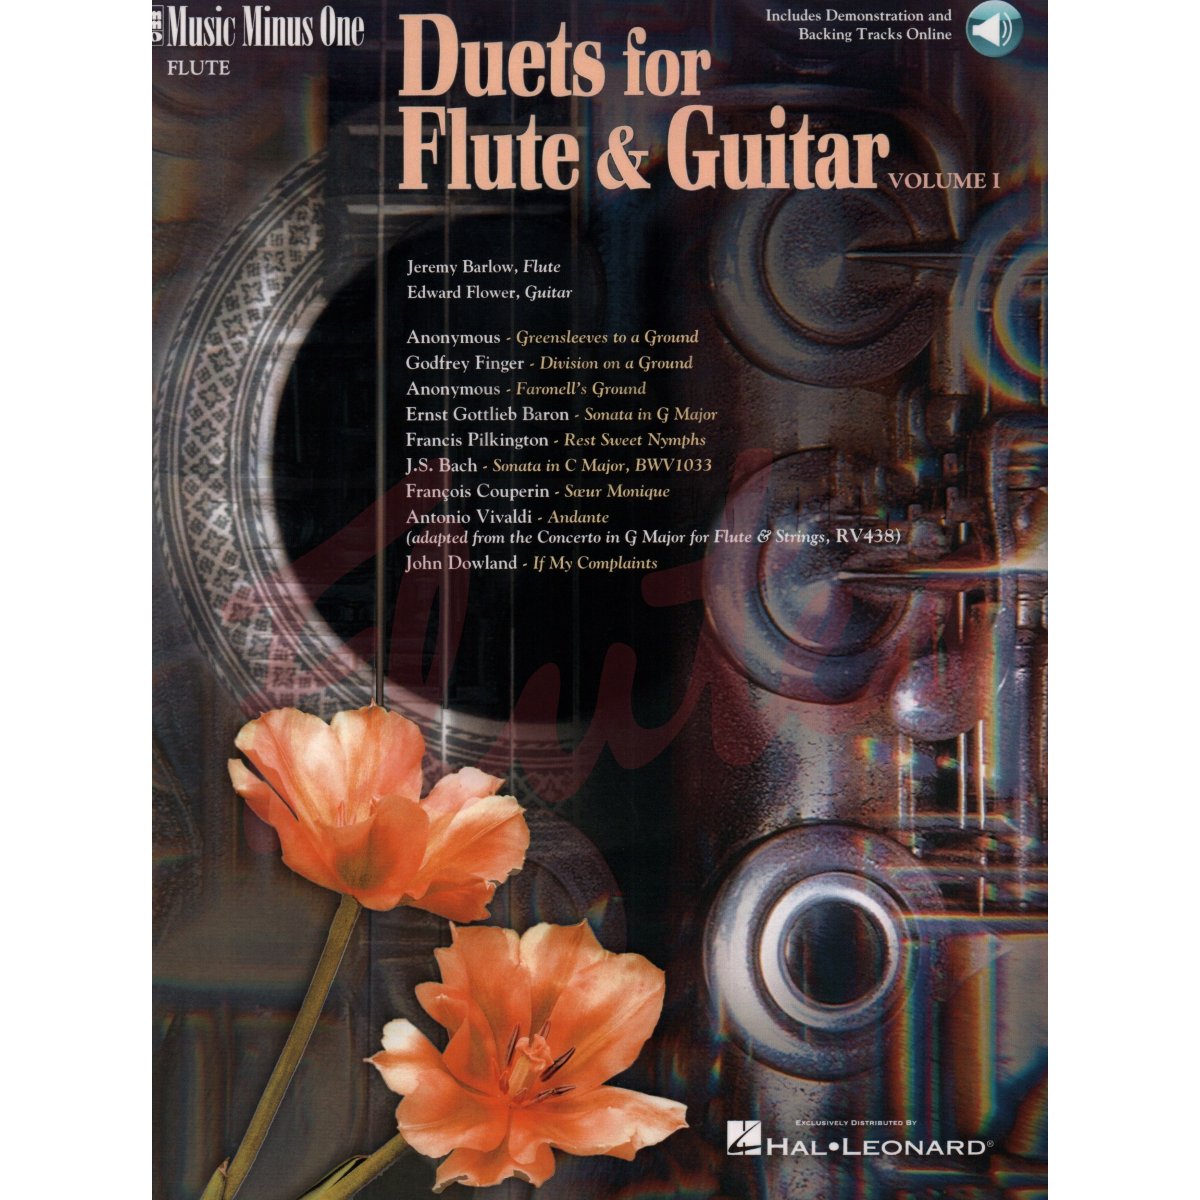 Music Minus One
FLUTE
Duets for
Flute & Guitar
VOLUME I
Includes Demonstration and
Backing Tracks Online
Jeremy Barlow, Flute
Edward Flower, Guitar
Anonymous - Greensleeves to a Ground
Godfrey Finger - Division on a Ground
Anonymous - Faronell's Ground
Ernst Gottlieb Baron - Sonata in G Major
Francis Pilkington - Rest Sweet Nymphs
J.S. Bach - Sonata in C Major, BWV1033
François Couperin - Sœur Monique
Antonio Vivaldi - Andante
(adapted from the Concerto in G Major for Flute & Strings, RV438)
John Dowland - If My Complaints
EXCLUSIVELY DISTRIBUTED BY
HAL•LEONARD®